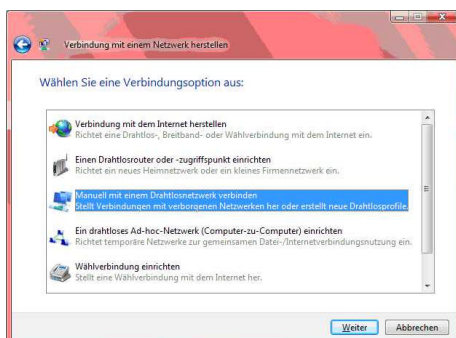 Verbindung mit einem Netzwerk herstellen
Wählen Sie eine Verbindungsoption aus:
Verbindung mit dem Internet herstellen
Richtet eine Drahtlos-, Breitband- oder Wählverbindung mit dem Internet ein.
Einen Drahtlosrouter oder -zugriffspunkt einrichten
Richtet ein neues Heimnetzwerk oder ein kleines Firmennetzwerk ein.
Manuell mit einem Drahtlosnetzwerk verbinden
Stellt Verbindungen mit verborgenen Netzwerken her oder erstellt neue Drahtlosprofile.
Ein drahtloses Ad-hoc-Netzwerk (Computer-zu-Computer) einrichten
Richtet temporäre Netzwerke zur gemeinsamen Datei-/Internetverbindungsnutzung ein.
Wählverbindung einrichten
Stellt eine Wählverbindung mit dem Internet her.
Weiter Abbrechen